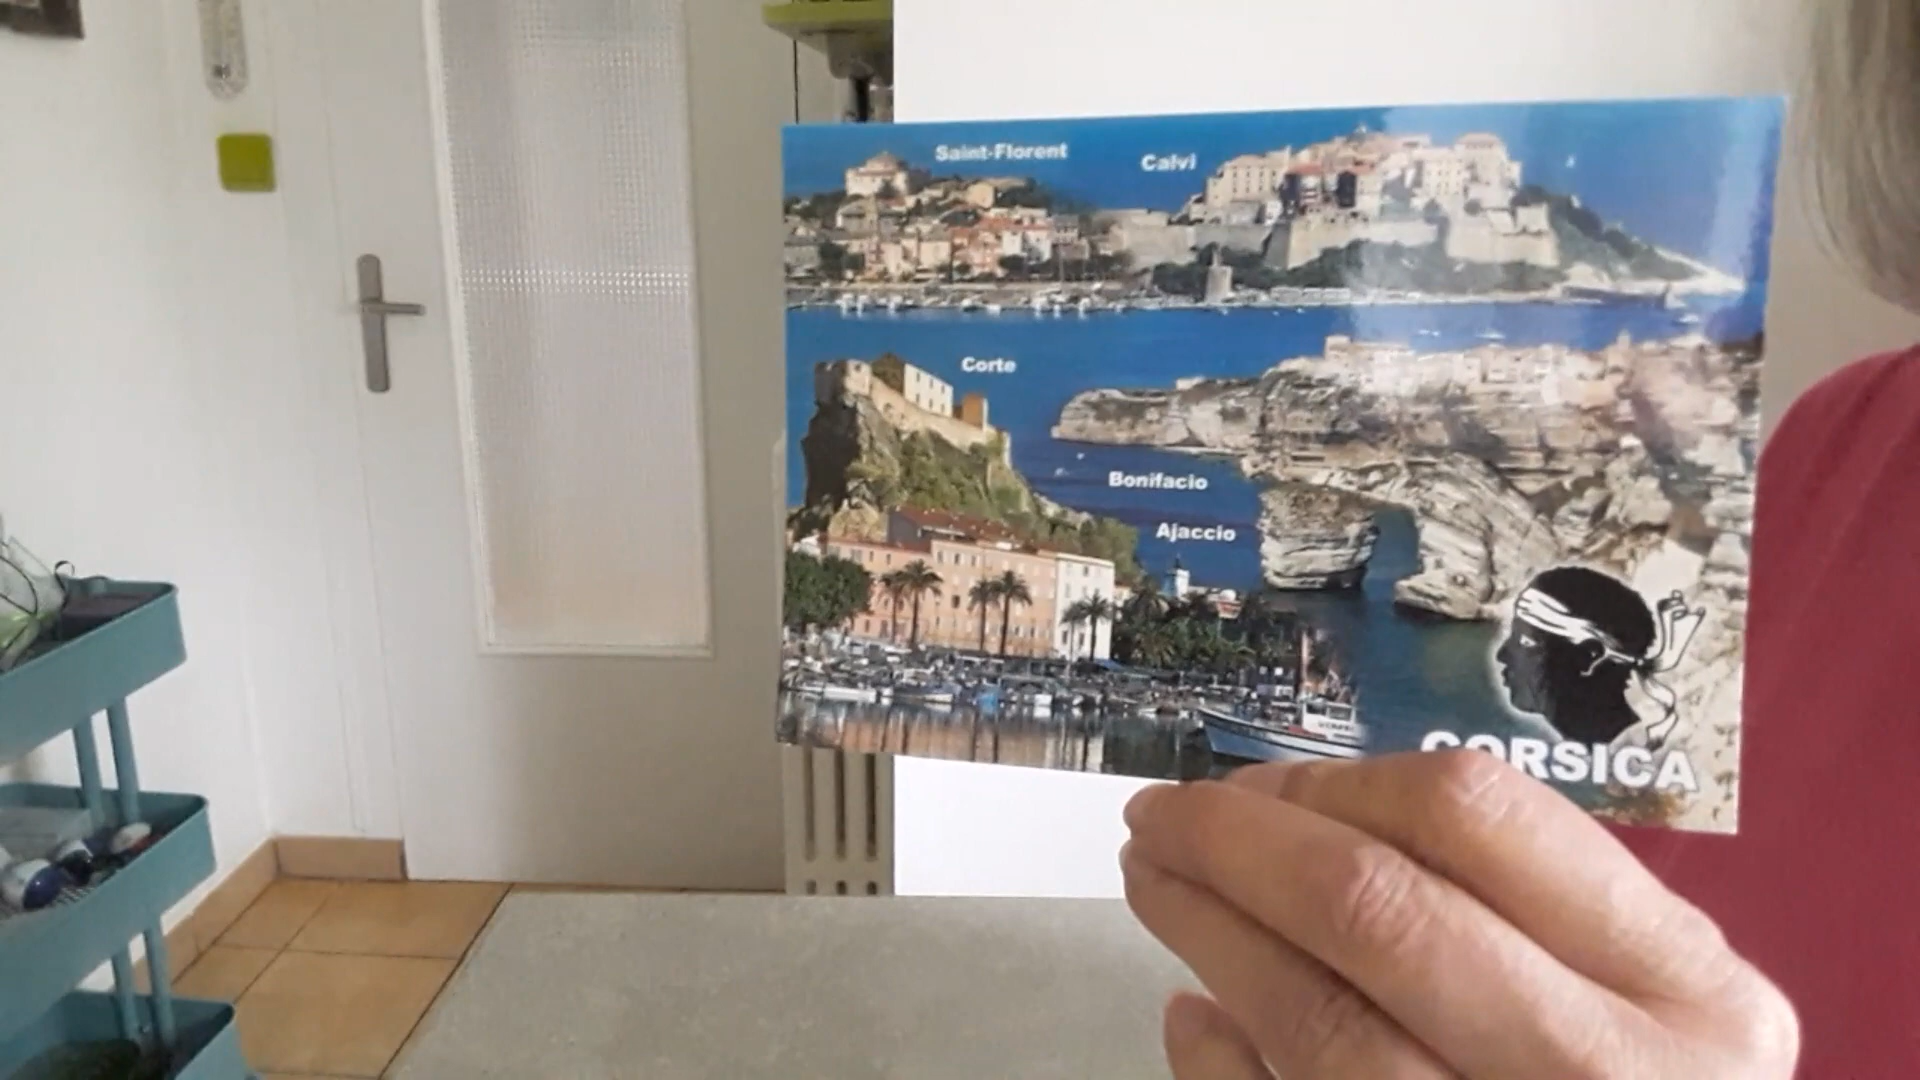 Saint-Florent
Calvi
Corte
Bonifacio
Ajaccio
CORSICA